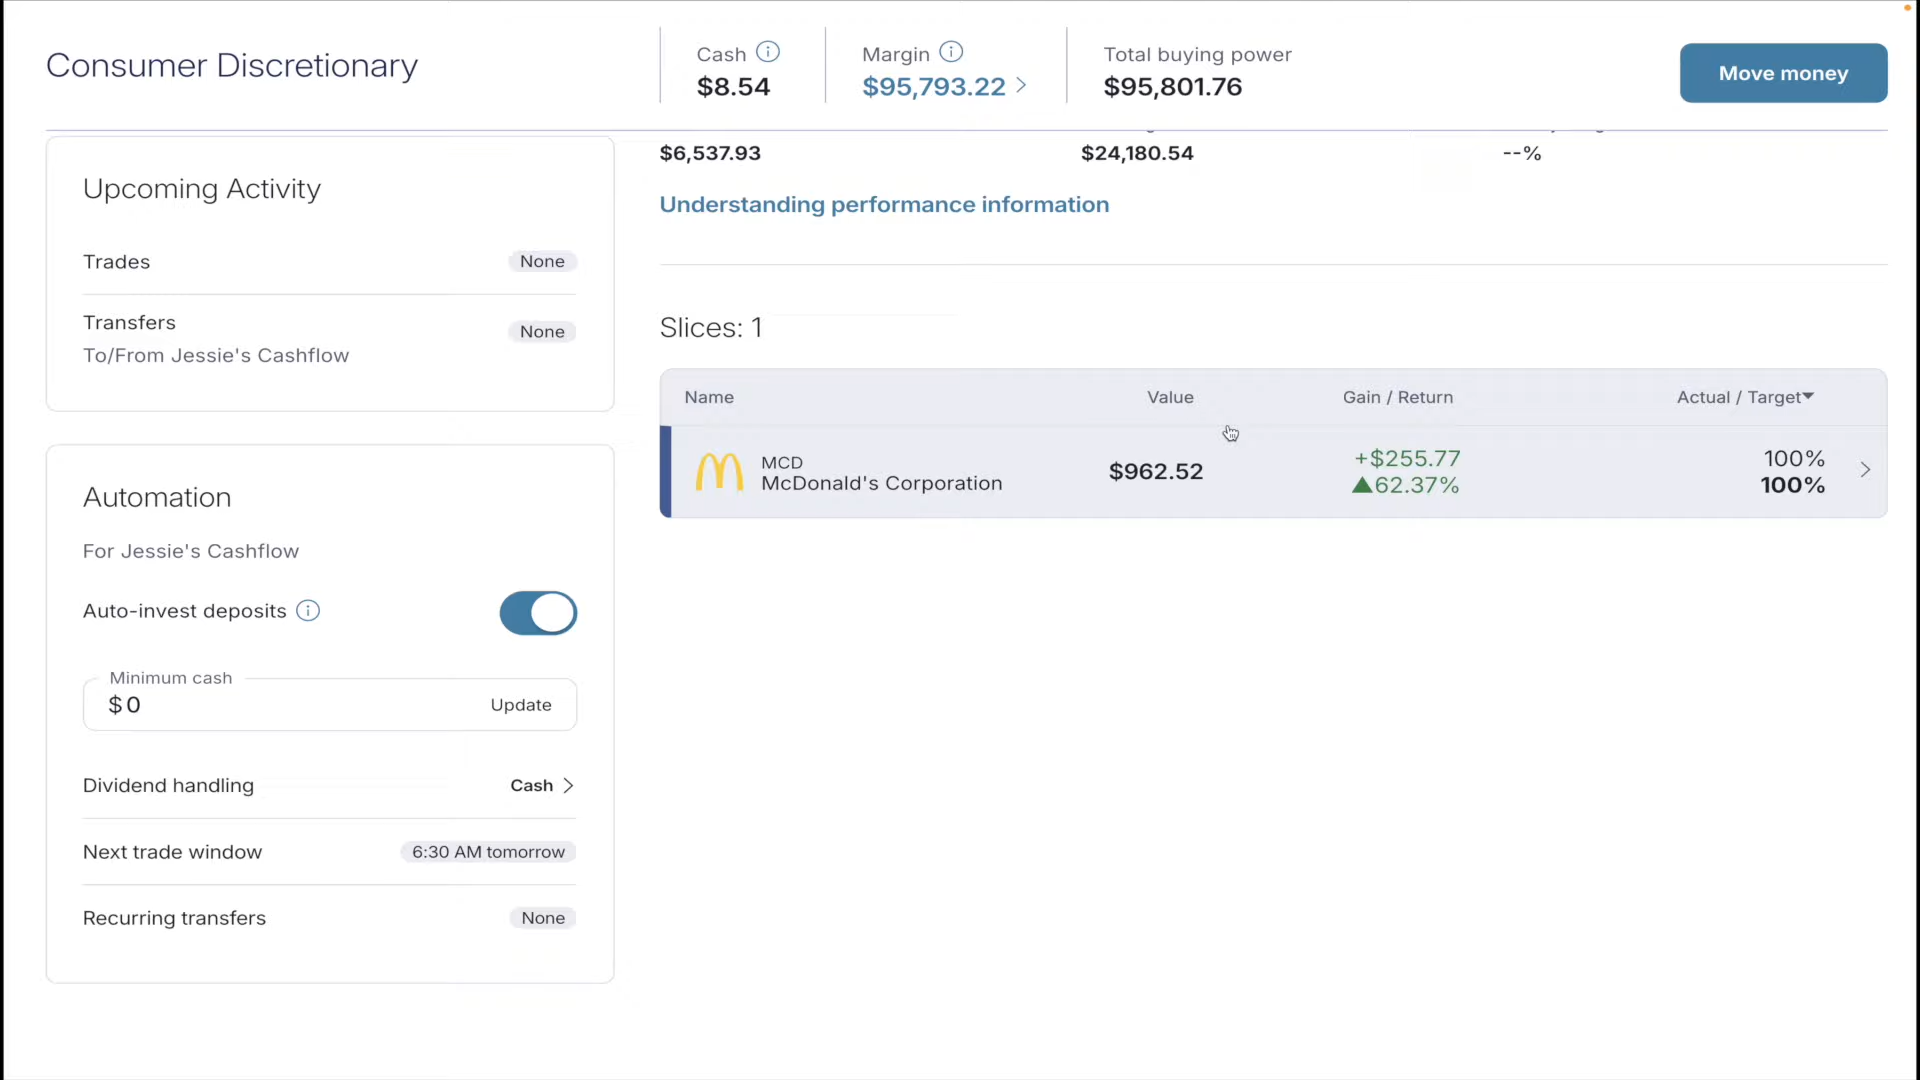 Consumer Discretionary
Cash
$8.54
Margin
$95,793.22
Total buying power
$95,801.76
Move money
$6,537.93
$24,180.54
--%
Understanding performance information
Upcoming Activity
Trades
None
Transfers
To/From Jessie's Cashflow
None
Automation
For Jessie's Cashflow
Auto-invest deposits
Minimum cash
$0
Update
Dividend handling
Cash
Next trade window
6:30 AM tomorrow
Recurring transfers
None
Slices: 1
Name
Value
Gain / Return
Actual / Target
MCD
McDonald's Corporation
$962.52
+$255.77
▲62.37%
100%
100%